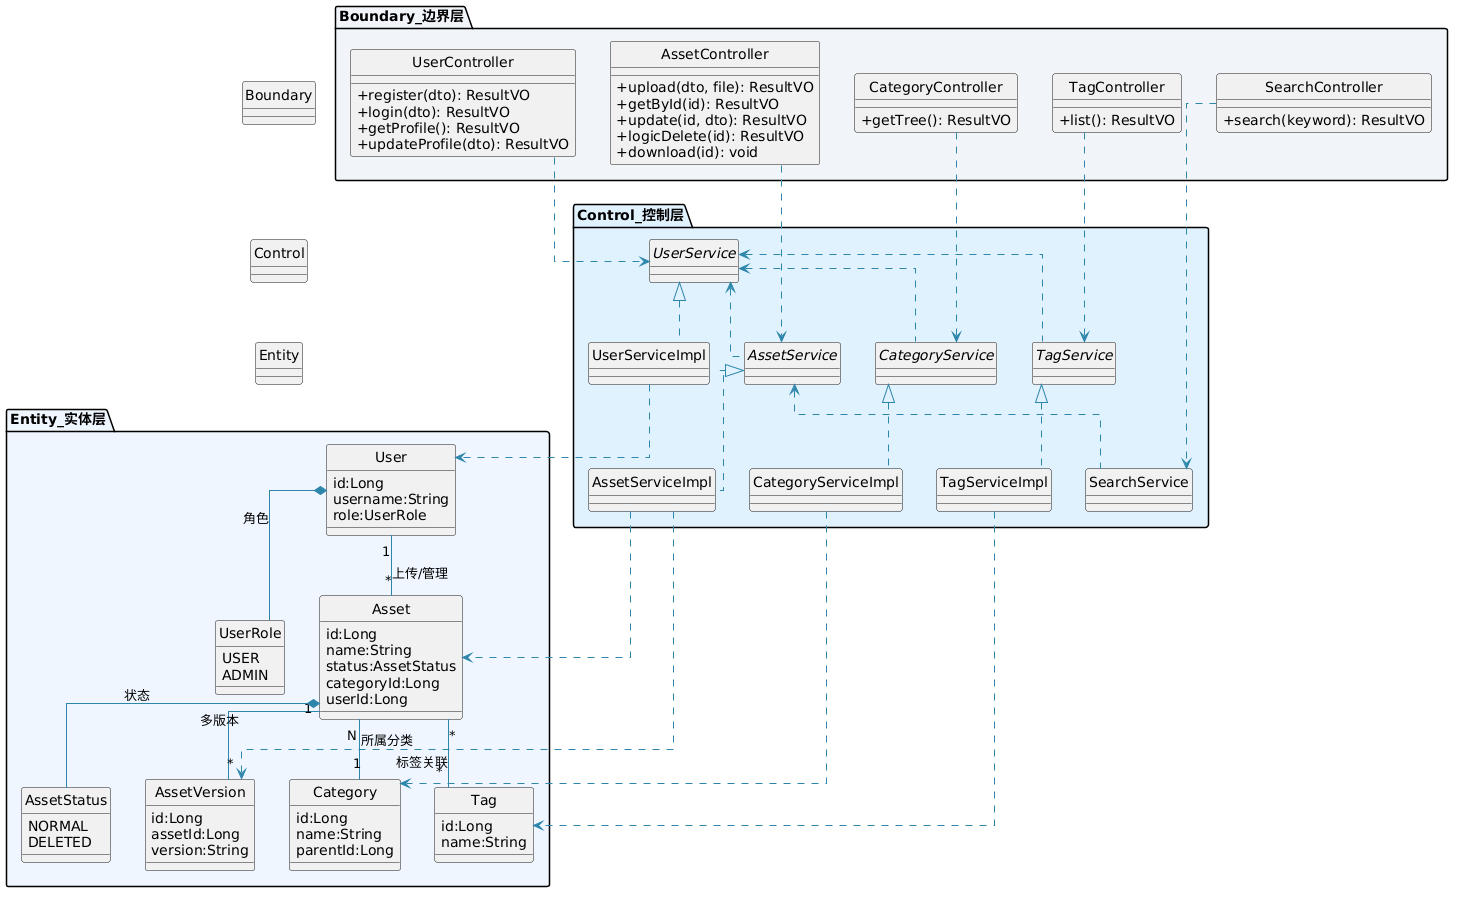 Boundary_边界层
UserController
+register(dto): ResultVO
+login(dto): ResultVO
+getProfile(): ResultVO
+updateProfile(dto): ResultVO
AssetController
+upload(dto, file): ResultVO
+getById(id): ResultVO
+update(id, dto): ResultVO
+logicDelete(id): ResultVO
+download(id): void
CategoryController
+getTree(): ResultVO
TagController
+list(): ResultVO
SearchController
+search(keyword): ResultVO
Boundary
Control_控制层
Control
UserService
Entity
UserServiceImpl
AssetService
CategoryService
TagService
AssetServiceImpl
CategoryServiceImpl
TagServiceImpl
SearchService
Entity_实体层
User
id:Long
username:String
role:UserRole
角色
1
*
上传/管理
UserRole
USER
ADMIN
Asset
id:Long
name:String
status:AssetStatus
categoryId:Long
userId:Long
状态
1
多版本
*
N
所属分类
1
*
标签关联
*
AssetStatus
NORMAL
DELETED
AssetVersion
id:Long
assetId:Long
version:String
Category
id:Long
name:String
parentId:Long
Tag
id:Long
name:String